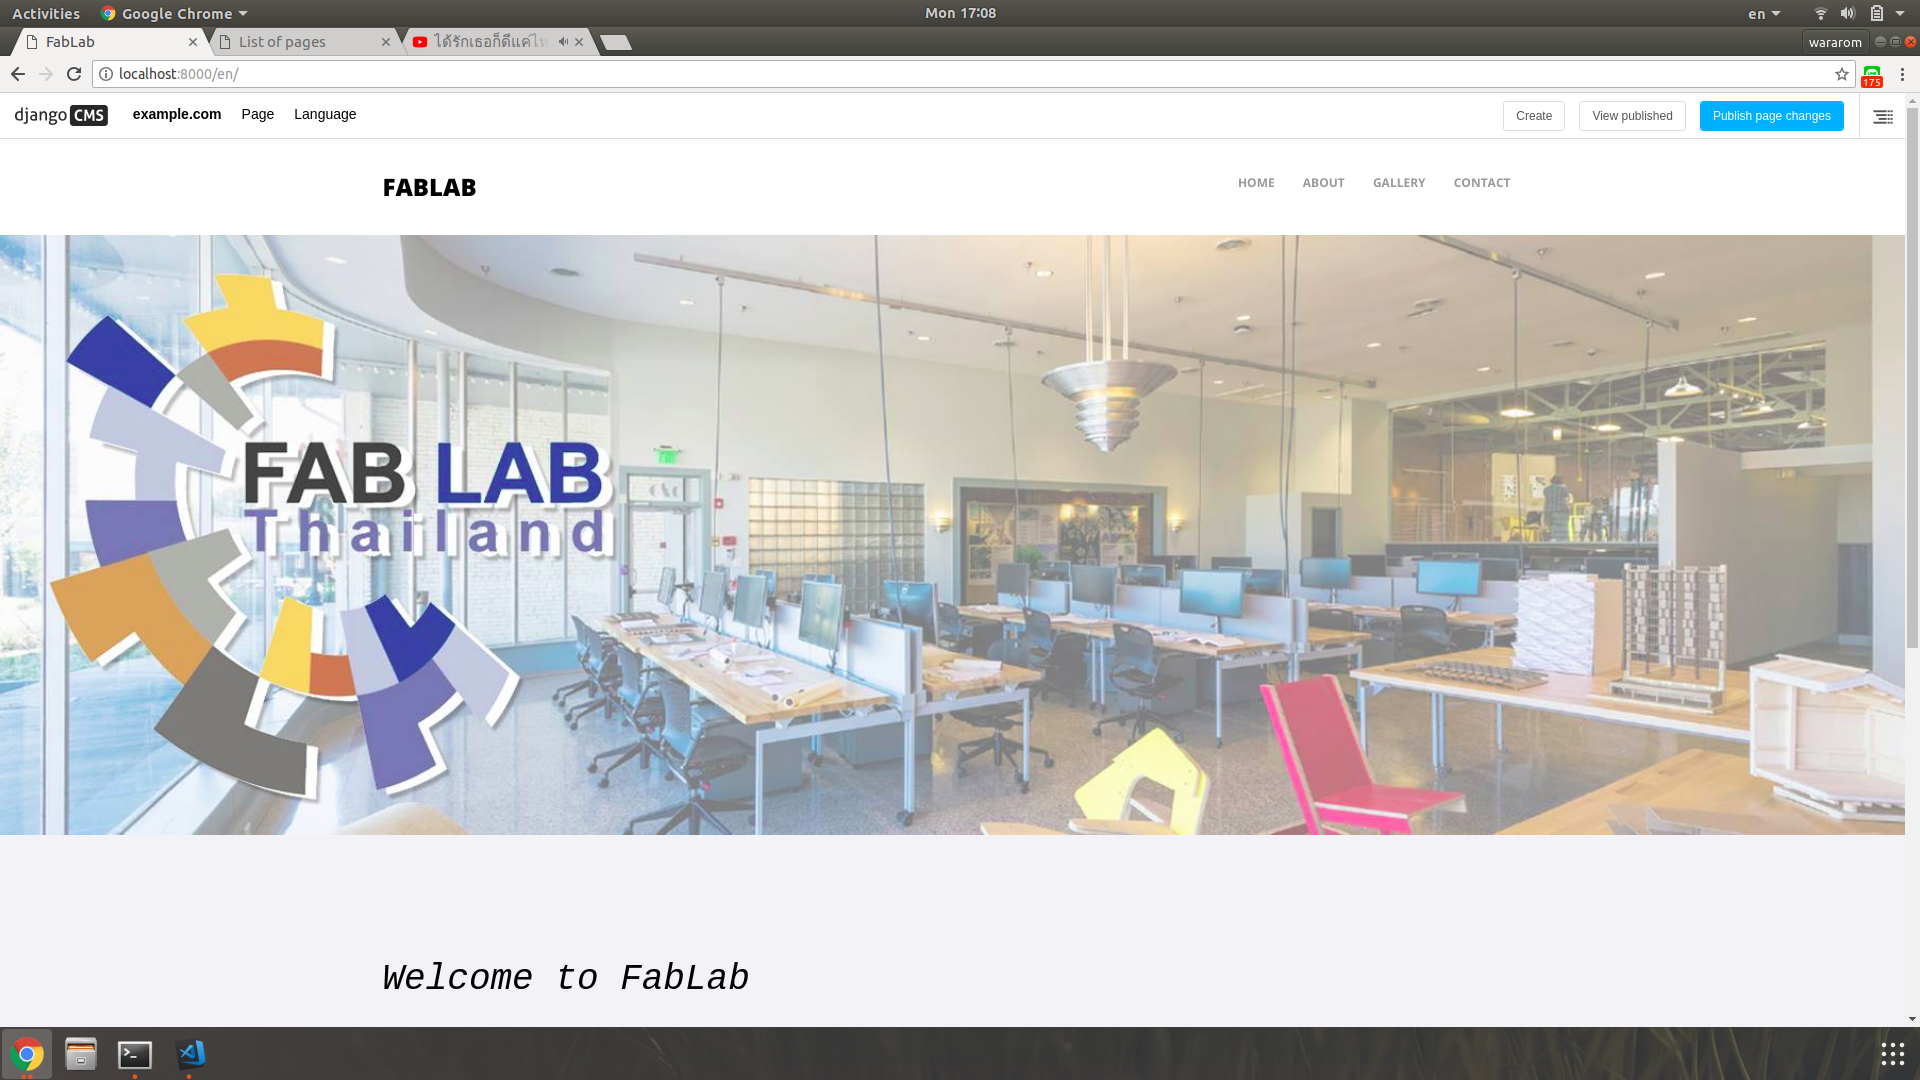 Activities Google Chrome Mon 17:08 en
FabLab List of pages ได้รักเธอก็ดีแค่ไห wararom
localhost:8000/en/ 175
django CMS example.com Page Language Create View published Publish page changes
FABLAB HOME ABOUT GALLERY CONTACT
FAB LAB
Thailand
Welcome to FabLab